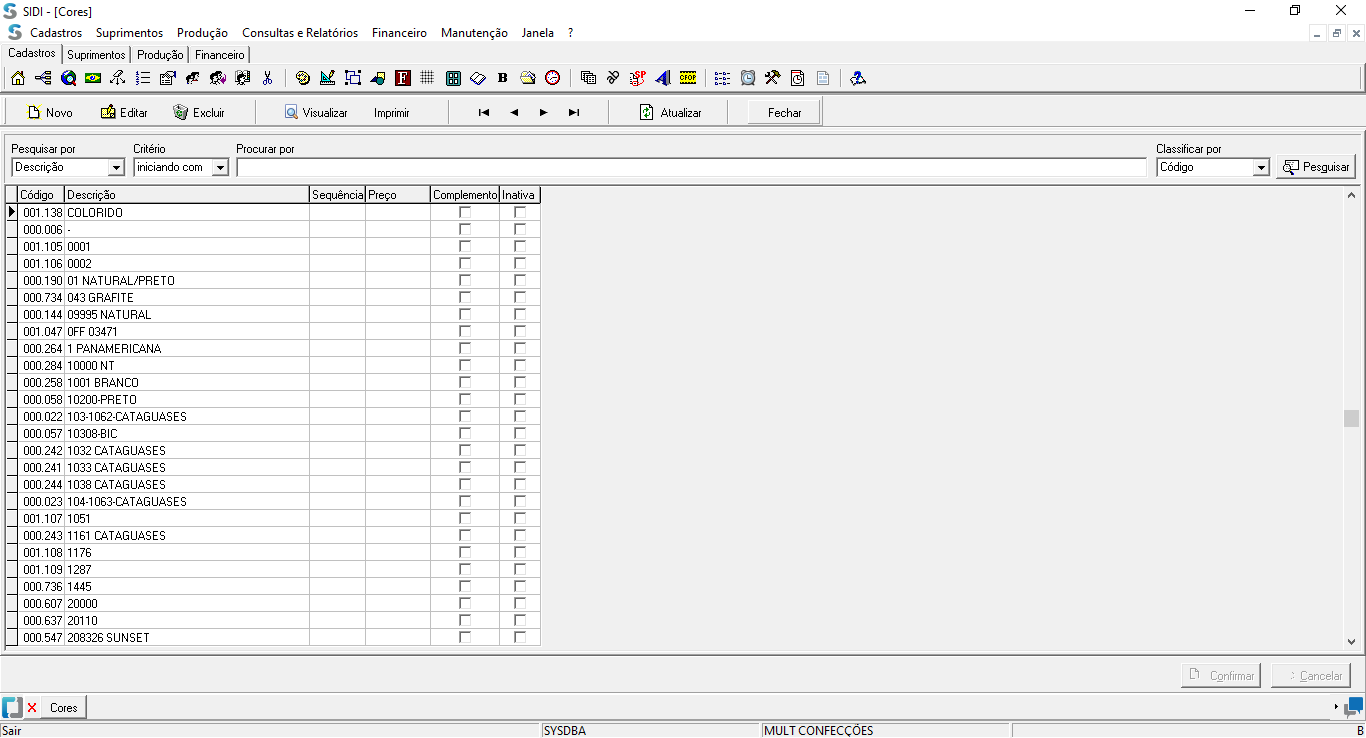 SIDI - [Cores]
Cadastros Suprimentos Produção Consultas e Relatórios Financeiro Manutenção Janela ?
Cadastros Suprimentos Produção Financeiro
F B SP CFOP
Novo Editar Excluir Visualizar Imprimir Atualizar Fechar
Pesquisar por Critério Procurar por Classificar por
Descrição iniciando com Código Pesquisar
Código Descrição Sequência Preço Complemento Inativa
001.138 COLORIDO
000.006 -
001.105 0001
001.106 0002
000.190 01 NATURAL/PRETO
000.734 043 GRAFITE
000.144 09995 NATURAL
001.047 0FF 03471
000.264 1 PANAMERICANA
000.284 10000 NT
000.258 1001 BRANCO
000.058 10200-PRETO
000.022 103-1062-CATAGUASES
000.057 10308-BIC
000.242 1032 CATAGUASES
000.241 1033 CATAGUASES
000.244 1038 CATAGUASES
000.023 104-1063-CATAGUASES
001.107 1051
000.243 1161 CATAGUASES
001.108 1176
001.109 1287
000.736 1445
000.607 20000
000.637 20110
000.547 208326 SUNSET
Confirmar Cancelar
Cores
Sair SYSDBA MULT CONFECÇÕES B